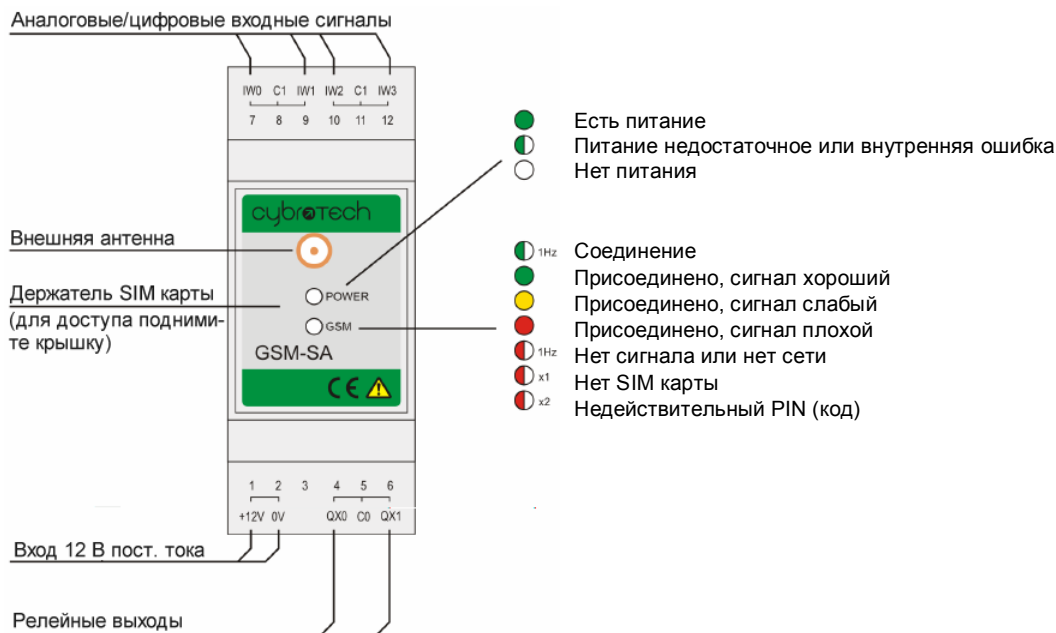 Аналоговые/цифровые входные сигналы
IW0 C1 IW1 IW2 C1 IW3
7 8 9 10 11 12
Есть питание
Питание недостаточное или внутренняя ошибка
Нет питания
cybrotech
Внешняя антенна
1Hz Соединение
Присоединено, сигнал хороший
Держатель SIM карты
(для доступа подними-
те крышку)
POWER
Присоединено, сигнал слабый
GSM
Присоединено, сигнал плохой
GSM-SA
1Hz Нет сигнала или нет сети
x1 Нет SIM карты
CE
x2 Недействительный PIN (код)
1 2 3 4 5 6
+12V 0V QX0 C0 QX1
Вход 12 В пост. тока
Релейные выходы